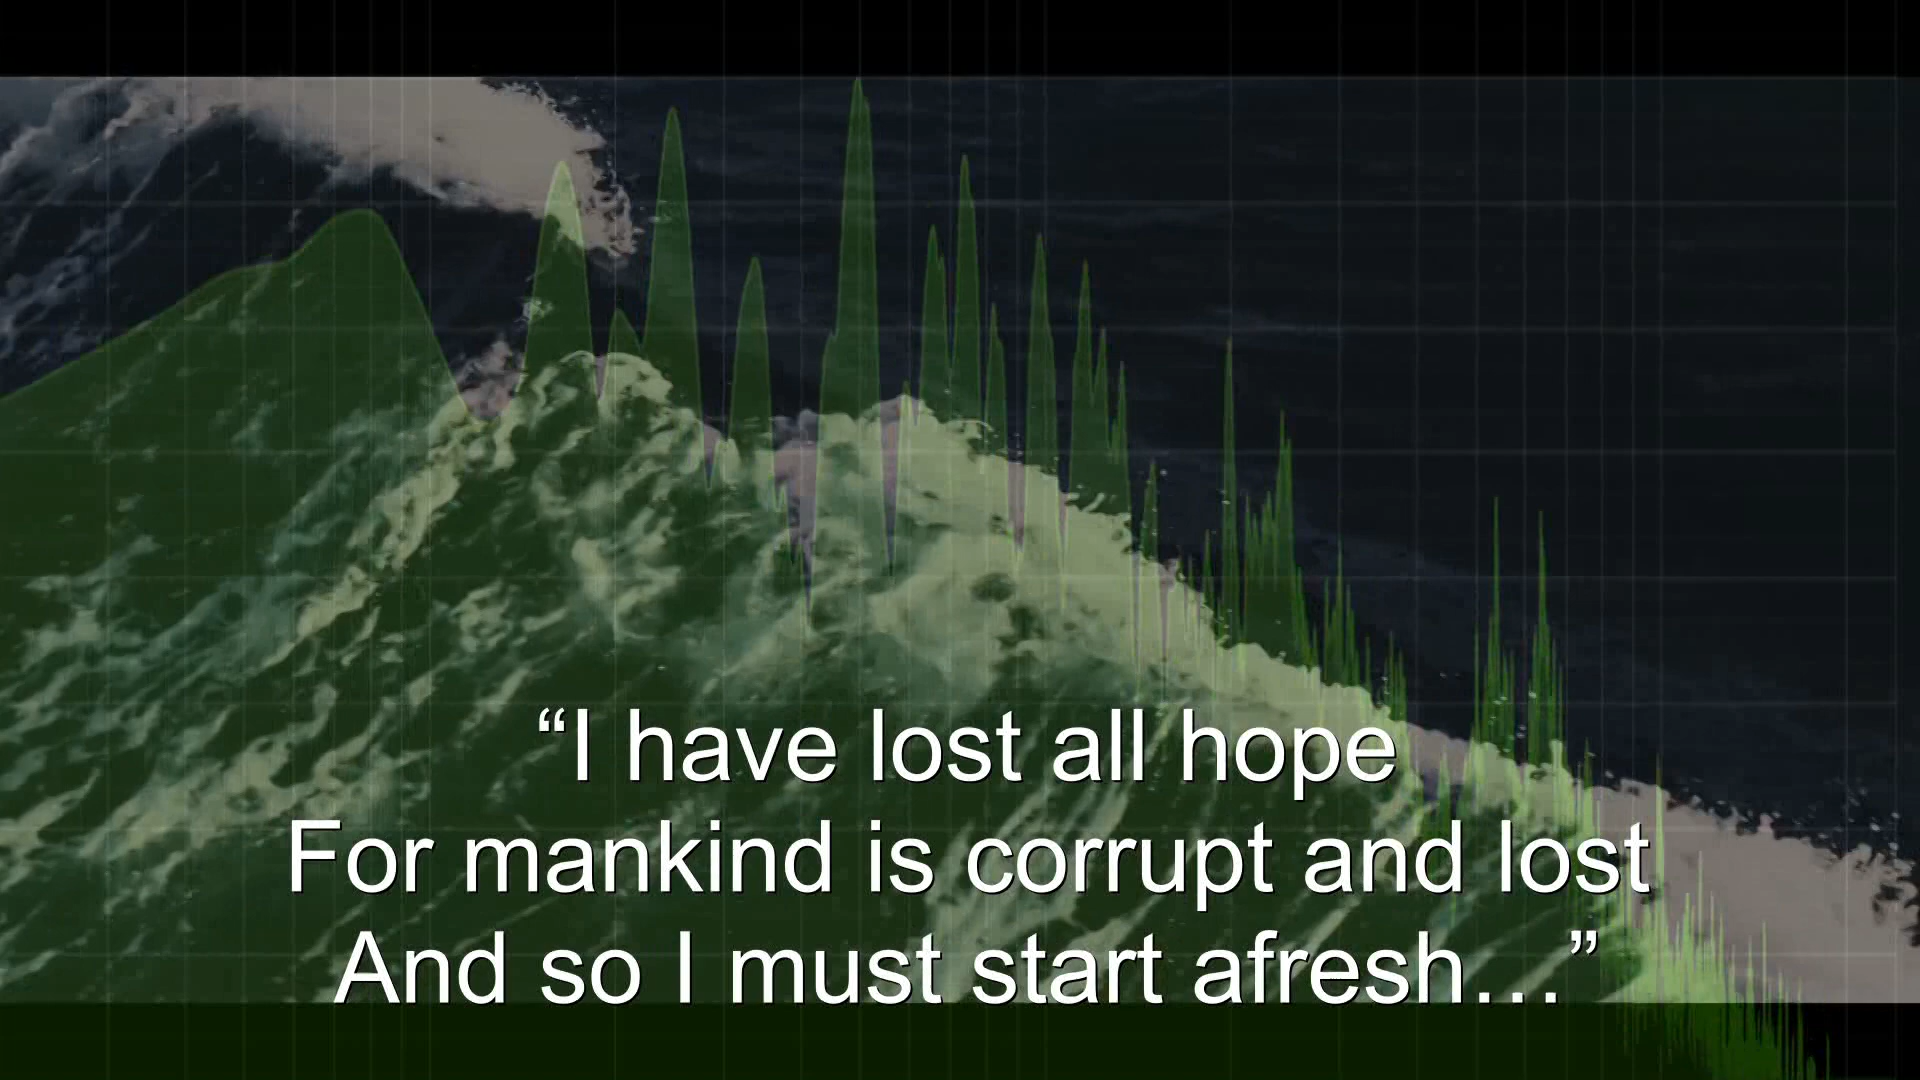 “I have lost all hope
For mankind is corrupt and lost
And so I must start afresh…”